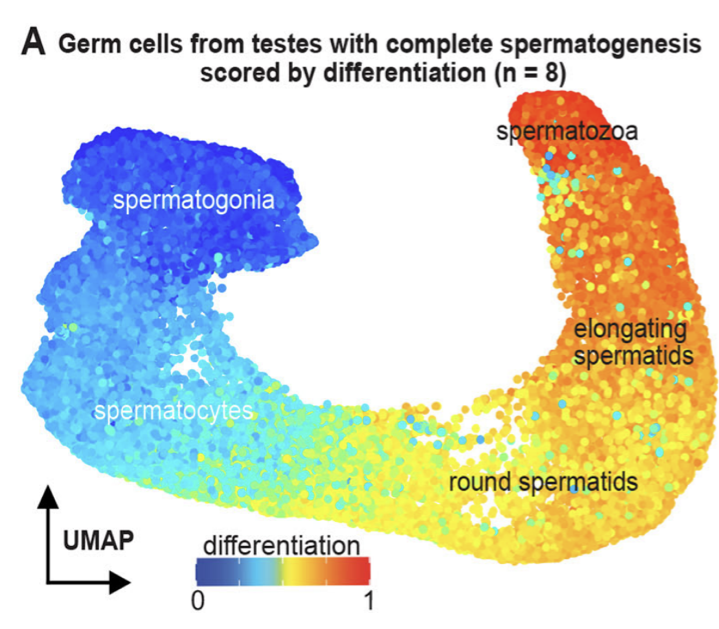 A Germ cells from testes with complete spermatogenesis
scored by differentiation (n = 8)
spermatozoa
spermatogonia
elongating
spermatids
spermatocytes
round spermatids
UMAP
differentiation
0 1